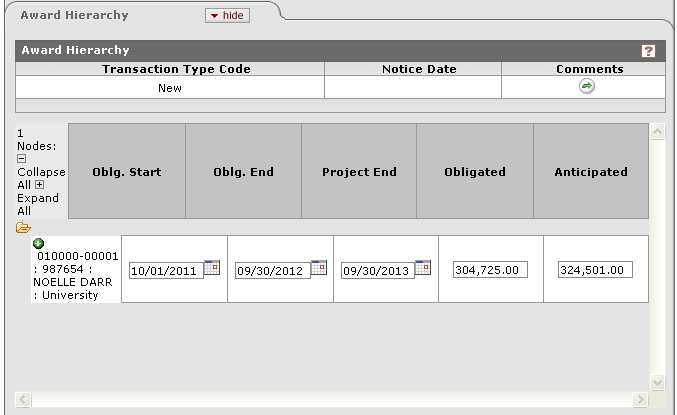 Award Hierarchy
hide
Award Hierarchy
?
Transaction Type Code Notice Date Comments
New
1
Nodes:
Collapse
All
Expand
All
Oblg. Start Oblg. End Project End Obligated Anticipated
010000-00001
: 987654 :
NOELLE DARR
: University
10/01/2011 09/30/2012 09/30/2013 304,725.00 324,501.00